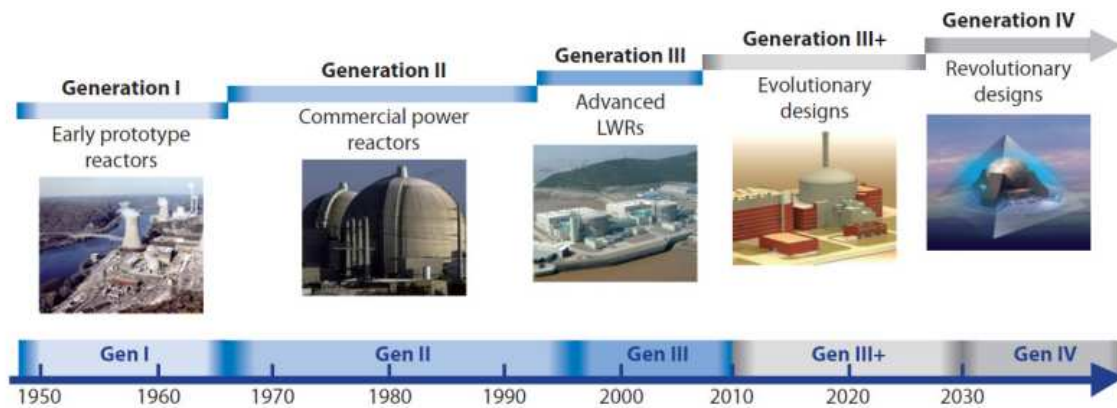 Generation I
Early prototype
reactors
Generation II
Commercial power
reactors
Generation III
Advanced
LWRs
Generation III+
Evolutionary
designs
Generation IV
Revolutionary
designs
Gen I
Gen II
Gen III
Gen III+
Gen IV
1950
1960
1970
1980
1990
2000
2010
2020
2030